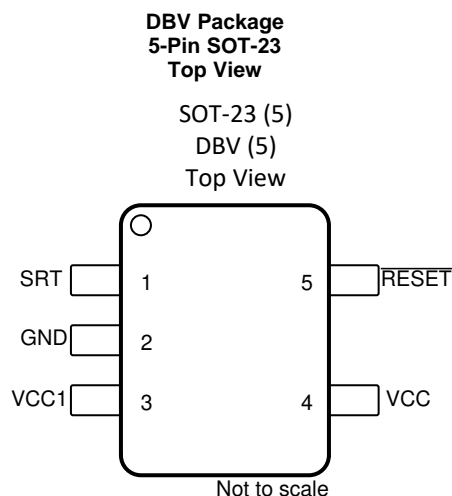 DBV Package
5-Pin SOT-23
Top View
SOT-23 (5)
DBV (5)
Top View
SRT 1 5 RESET
GND 2
VCC1 3 4 VCC
Not to scale